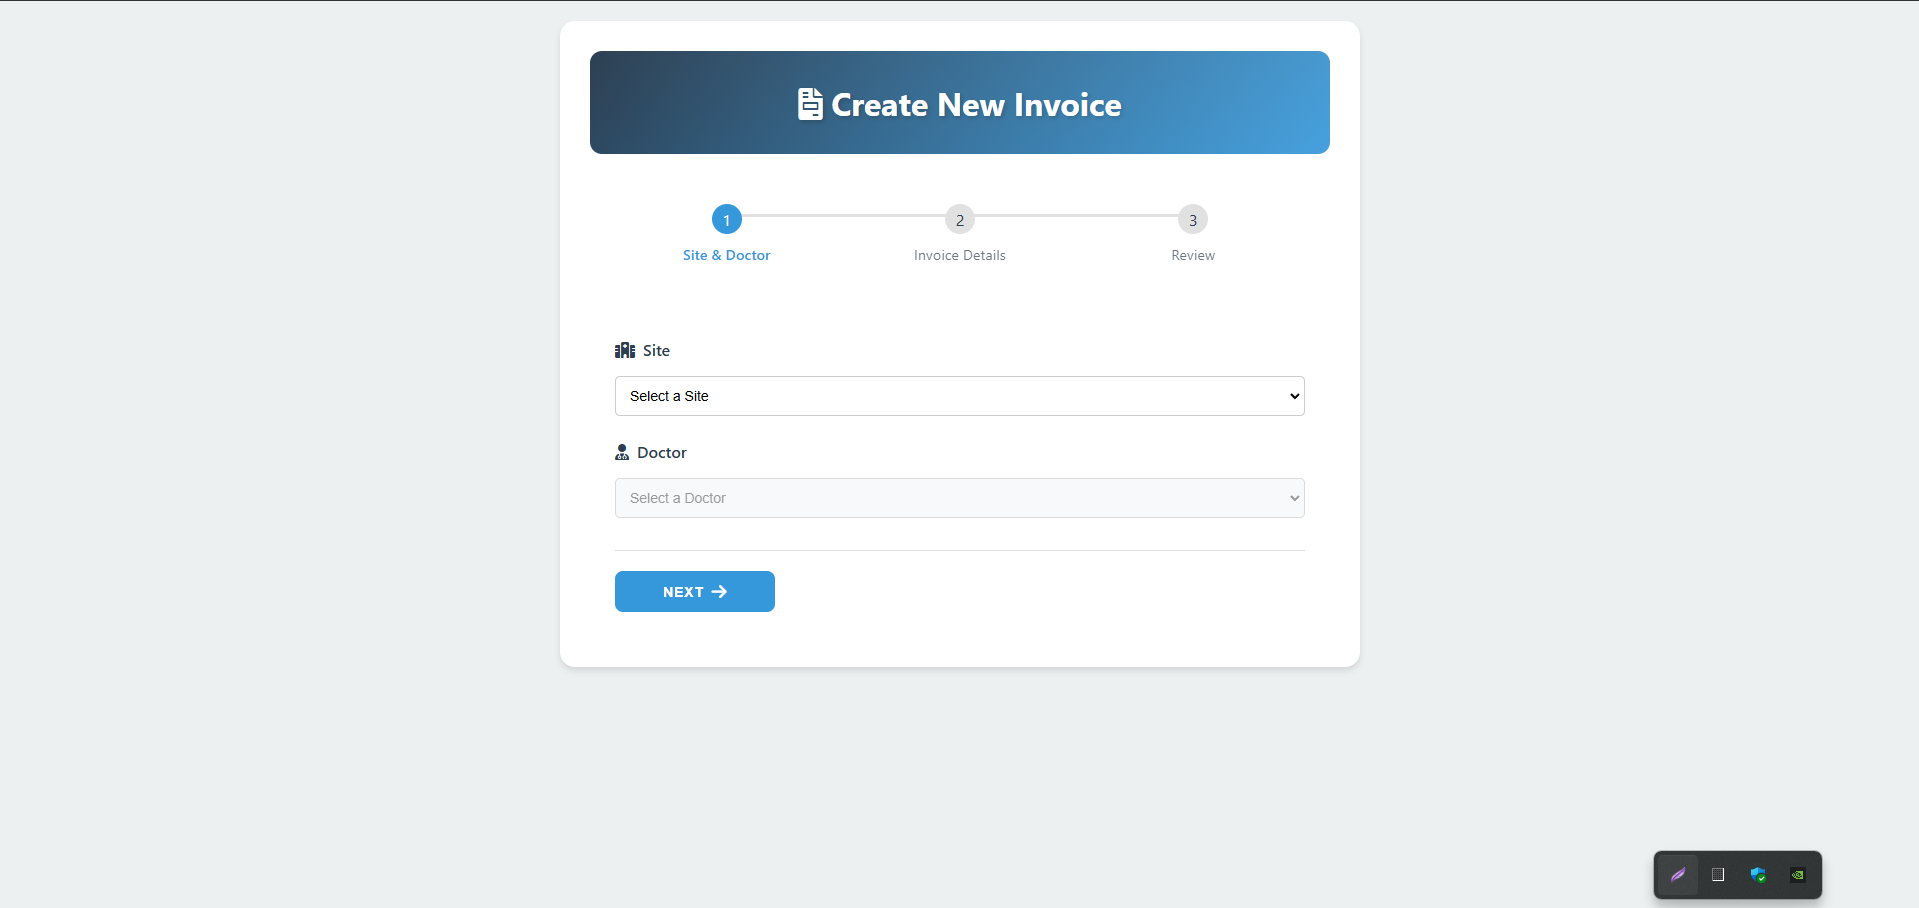 Create New Invoice
1
2
3
Site & Doctor
Invoice Details
Review
Site
Select a Site
Doctor
Select a Doctor
NEXT